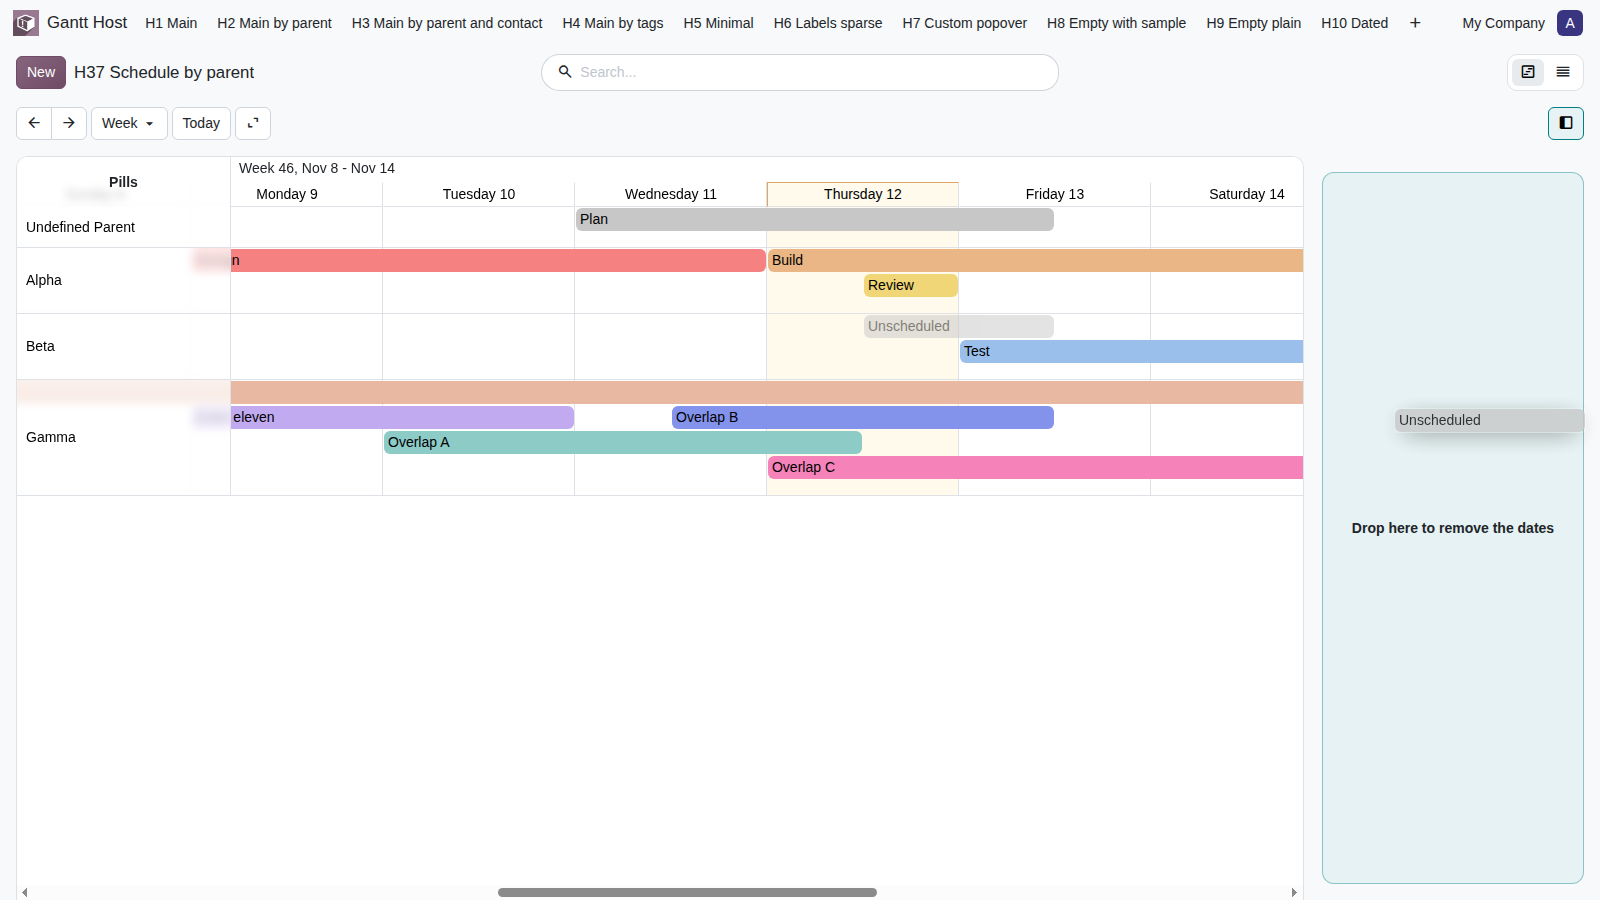 Gantt Host H1 Main H2 Main by parent H3 Main by parent and contact H4 Main by tags H5 Minimal H6 Labels sparse H7 Custom popover H8 Empty with sample H9 Empty plain H10 Dated + My Company A
New H37 Schedule by parent Search...
Week Today
Week 46, Nov 8 - Nov 14
Pills
Monday 9 Tuesday 10 Wednesday 11 Thursday 12 Friday 13 Saturday 14
Undefined Parent Plan
n Build
Alpha
Review
Unscheduled
Beta
Test
eleven Overlap B
Unscheduled
Gamma
Overlap A
Overlap C
Drop here to remove the dates